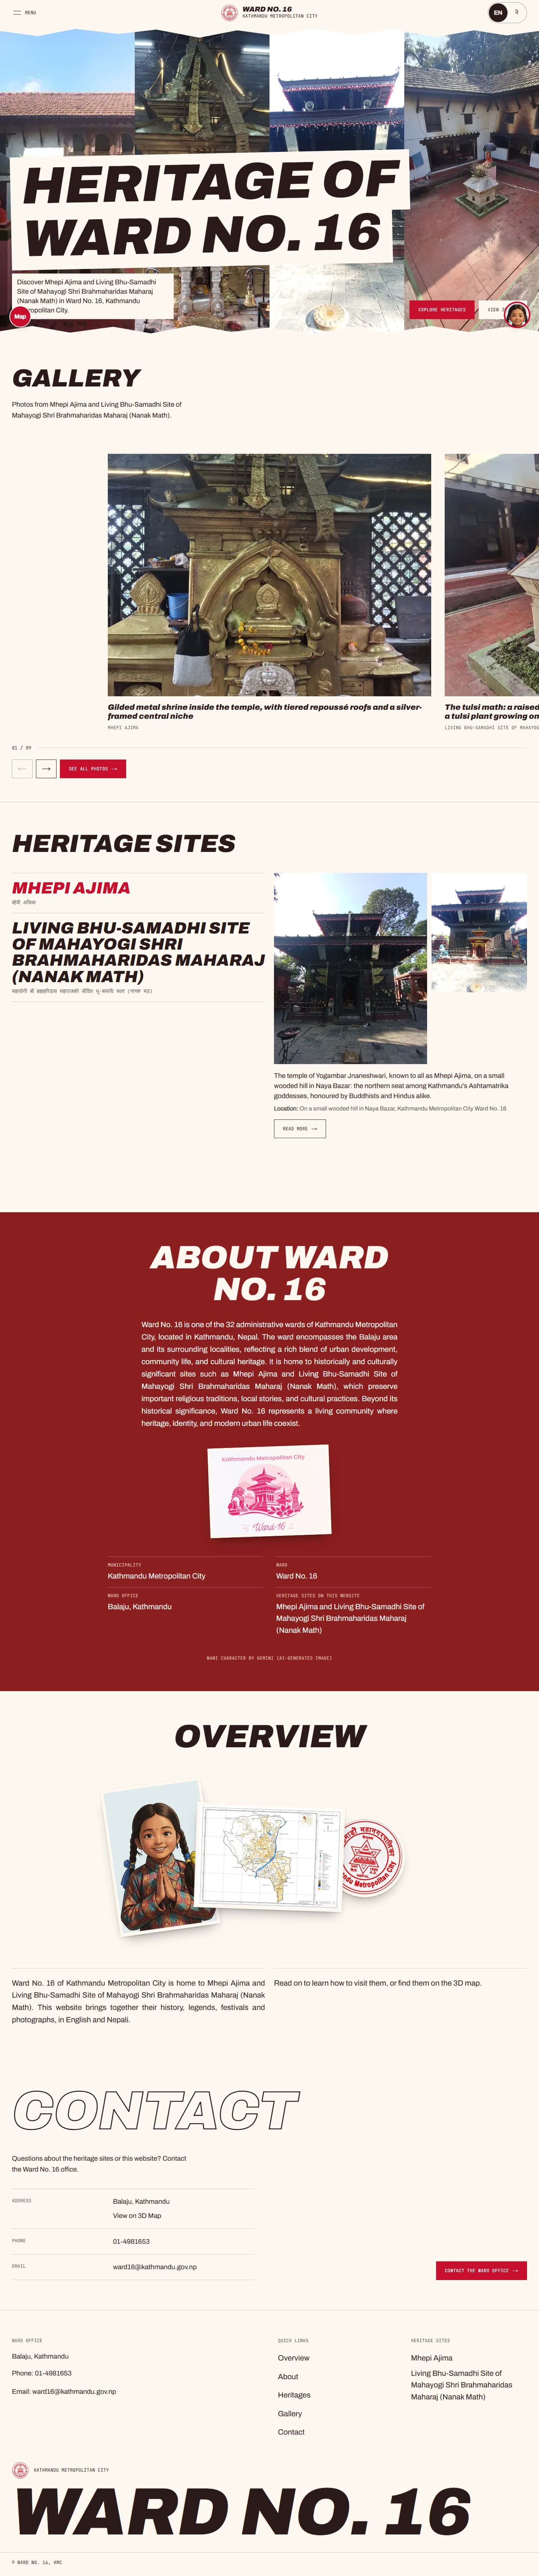 MENU
WARD NO. 16
KATHMANDU METROPOLITAN CITY
EN
ने
HERITAGE OF
WARD NO. 16
Discover Mhepi Ajima and Living Bhu-Samadhi
Site of Mahayogi Shri Brahmaharidas Maharaj
(Nanak Math) in Ward No. 16, Kathmandu
City.
Map
EXPLORE HERITAGES
VIEW
GALLERY
Photos from Mhepi Ajima and Living Bhu-Samadhi Site of
Mahayogi Shri Brahmaharidas Maharaj (Nanak Math).
Gilded metal shrine inside the temple, with tiered repoussé roofs and a silver-
framed central niche
MHEPI AJIMA
The tulsi math: a raised
a tulsi plant growing on
LIVING BHU-SAMADHI SITE OF
01 / 09
SEE ALL PHOTOS →
HERITAGE SITES
MHEPI AJIMA
म्हेपी अजिमा
LIVING BHU-SAMADHI SITE
OF MAHAYOGI SHRI
BRAHMAHARIDAS MAHARAJ
(NANAK MATH)
The temple of Yogambar Jnaneshwari, known to all as Mhepi Ajima, on a small
wooded hill in Naya Bazar: the northern seat among Kathmandu's Ashtamatrika
goddesses, honoured by Buddhists and Hindus alike.
Location: On a small wooded hill in Naya Bazar, Kathmandu Metropolitan City Ward No. 16
READ MORE →
ABOUT WARD
NO. 16
Ward No. 16 is one of the 32 administrative wards of Kathmandu Metropolitan
City, located in Kathmandu, Nepal. The ward encompasses the Balaju area
and its surrounding localities, reflecting a rich blend of urban development,
community life, and cultural heritage. It is home to historically and culturally
significant sites such as Mhepi Ajima and Living Bhu-Samadhi Site of
Mahayogi Shri Brahmaharidas Maharaj (Nanak Math), which preserve
important religious traditions, local stories, and cultural practices. Beyond its
historical significance, Ward No. 16 represents a living community where
heritage, identity, and modern urban life coexist.
Kathmandu Metropolitan City
Ward-16
MUNICIPALITY
Kathmandu Metropolitan City
WARD
Ward No. 16
WARD OFFICE
Balaju, Kathmandu
HERITAGE SITES ON THIS WEBSITE
Mhepi Ajima and Living Bhu-Samadhi Site of
Mahayogi Shri Brahmaharidas Maharaj
(Nanak Math)
NANI CHARACTER BY GEMINI (AI-GENERATED IMAGE)
OVERVIEW
Metropolitan City
Ward No. 16 of Kathmandu Metropolitan City is home to Mhepi Ajima and
Living Bhu-Samadhi Site of Mahayogi Shri Brahmaharidas Maharaj (Nanak
Math). This website brings together their history, legends, festivals and
photographs, in English and Nepali.
Read on to learn how to visit them, or find them on the 3D map.
CONTACT
Questions about the heritage sites or this website? Contact
the Ward No. 16 office.
ADDRESS
Balaju, Kathmandu
View on 3D Map
PHONE
01-4981653
EMAIL
ward16@kathmandu.gov.np
CONTACT THE WARD OFFICE →
WARD OFFICE
Balaju, Kathmandu
Phone: 01-4981653
Email: ward16@kathmandu.gov.np
QUICK LINKS
Overview
About
Heritages
Gallery
Contact
HERITAGE SITES
Mhepi Ajima
Living Bhu-Samadhi Site of
Mahayogi Shri Brahmaharidas
Maharaj (Nanak Math)
KATHMANDU METROPOLITAN CITY
WARD NO. 16
© WARD NO. 16, KMC